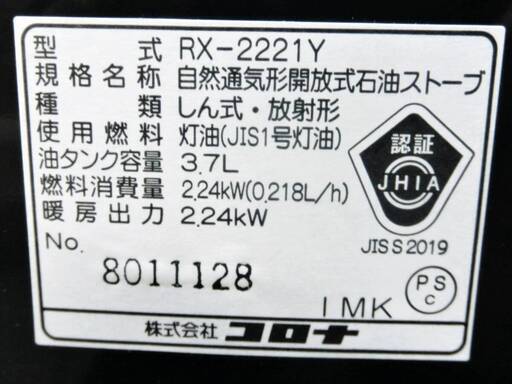 型式 RX-2221Y
規格名称 自然通気形開放式石油ストーブ
種類 しん式・放射形
使用燃料 灯油(JIS1号灯油)
油タンク容量 3.7L
燃料消費量 2.24kW(0.218L/h)
暖房出力 2.24kW
認証
JHIA
JIS S 2019
No.
8011128
1MK
PS
C
株式会社 コロナ